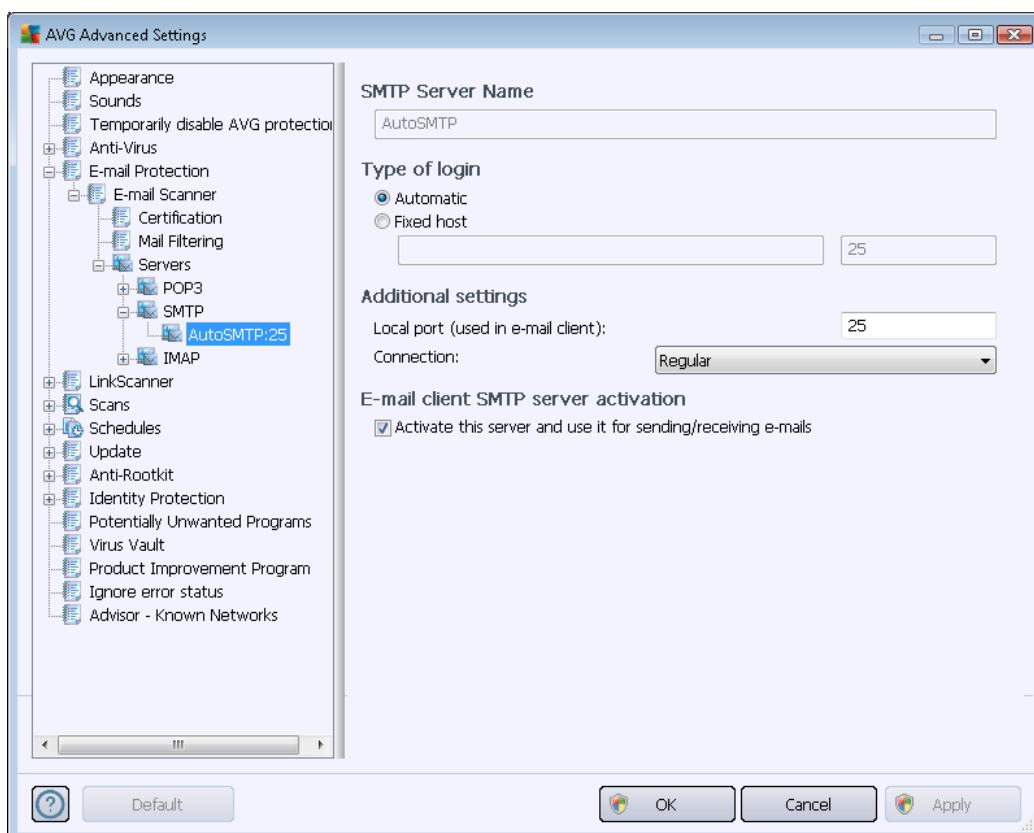 AVG Advanced Settings
Appearance
Sounds
Temporarily disable AVG protection
Anti-Virus
E-mail Protection
E-mail Scanner
Certification
Mail Filtering
Servers
POP3
SMTP
AutoSMTP:25
IMAP
LinkScanner
Scans
Schedules
Update
Anti-Rootkit
Identity Protection
Potentially Unwanted Programs
Virus Vault
Product Improvement Program
Ignore error status
Advisor - Known Networks
SMTP Server Name
AutoSMTP
Type of login
Automatic
Fixed host
25
Additional settings
Local port (used in e-mail client):
25
Connection:
Regular
E-mail client SMTP server activation
Activate this server and use it for sending/receiving e-mails
Default
OK
Cancel
Apply